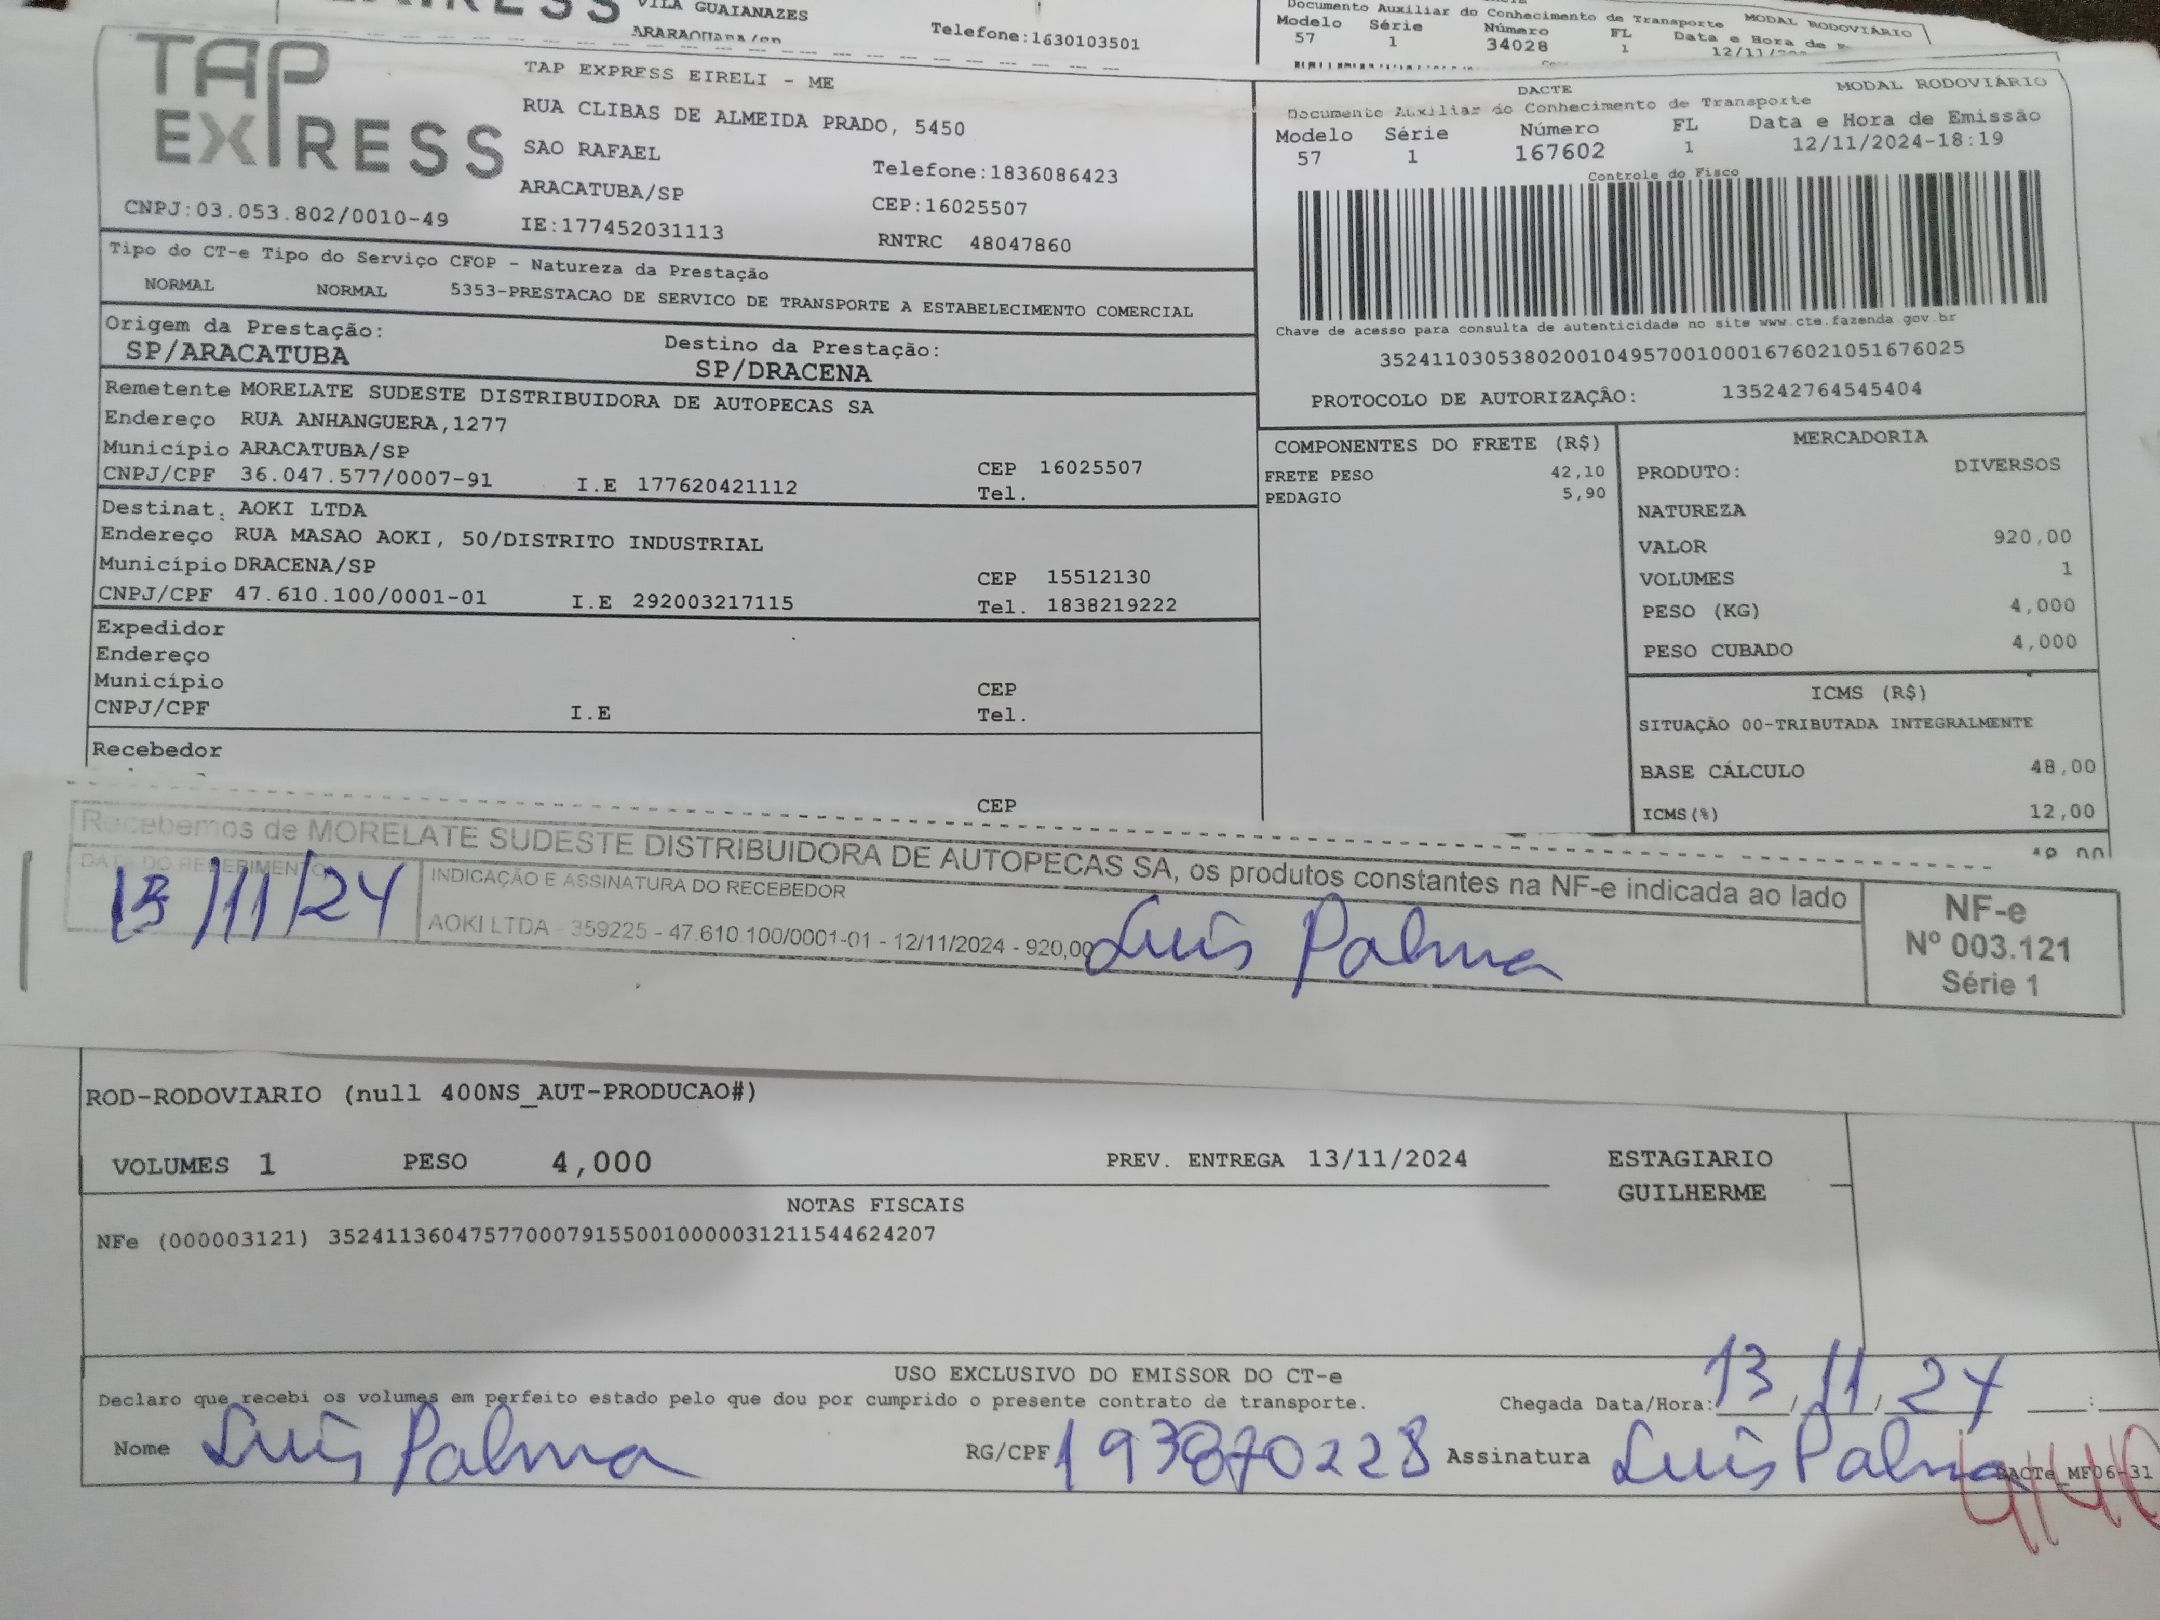 VILA GUAIANAZES
ARARAQUARA/SP
Telefone:1630103501
Documento Auxiliar do Conhecimento de Transporte MODAL RODOVIÁRIO
Modelo Série Número FL Data e Hora de
57 1 34028 1 12/11/
TAP EXPRESS
CNPJ:03.053.802/0010-49
TAP EXPRESS EIRELI - ME
RUA CLIBAS DE ALMEIDA PRADO, 5450
SAO RAFAEL
Telefone:1836086423
ARACATUBA/SP
CEP:16025507
IE:177452031113
RNTRC 48047860
DACTE MODAL RODOVIÁRIO
Documento Auxiliar do Conhecimento de Transporte
Modelo Série Número FL Data e Hora de Emissão
57 1 167602 1 12/11/2024-18:19
Controle do Fisco
Chave de acesso para consulta de autenticidade no site www.cte.fazenda.gov.br
35241103053802001049570010001676021051676025
PROTOCOLO DE AUTORIZAÇÃO: 135242764545404
Tipo do CT-e Tipo do Serviço CFOP - Natureza da Prestação
NORMAL NORMAL 5353-PRESTACAO DE SERVICO DE TRANSPORTE A ESTABELECIMENTO COMERCIAL
Origem da Prestação: Destino da Prestação:
SP/ARACATUBA SP/DRACENA
Remetente MORELATE SUDESTE DISTRIBUIDORA DE AUTOPECAS SA
Endereço RUA ANHANGUERA,1277
Município ARACATUBA/SP CEP 16025507
CNPJ/CPF 36.047.577/0007-91 I.E 177620421112 Tel.
Destinat. AOKI LTDA
Endereço RUA MASAO AOKI, 50/DISTRITO INDUSTRIAL
Município DRACENA/SP CEP 15512130
CNPJ/CPF 47.610.100/0001-01 I.E 292003217115 Tel. 1838219222
Expedidor
Endereço
Município CEP
CNPJ/CPF I.E Tel.
Recebedor
CEP
COMPONENTES DO FRETE (R$)
FRETE PESO 42,10
PEDAGIO 5,90
MERCADORIA
PRODUTO: DIVERSOS
NATUREZA
VALOR 920,00
VOLUMES 1
PESO (KG) 4,000
PESO CUBADO 4,000
ICMS (R$)
SITUAÇÃO 00-TRIBUTADA INTEGRALMENTE
BASE CÁLCULO 48,00
ICMS(%) 12,00
Recebemos de MORELATE SUDESTE DISTRIBUIDORA DE AUTOPECAS SA, os produtos constantes na NF-e indicada ao lado
DATA DO RECEBIMENTO
13/11/24
INDICAÇÃO E ASSINATURA DO RECEBEDOR
AOKI LTDA - 359225 - 47.610.100/0001-01 - 12/11/2024 - 920,00
Luis Palma
NF-e
Nº 003.121
Série 1
ROD-RODOVIARIO (null 400NS_AUT-PRODUCAO#)
VOLUMES 1 PESO 4,000 PREV. ENTREGA 13/11/2024
ESTAGIARIO
GUILHERME
NOTAS FISCAIS
NFe (000003121) 35241136047577000791550010000031211544624207
USO EXCLUSIVO DO EMISSOR DO CT-e
Declaro que recebi os volumes em perfeito estado pelo que dou por cumprido o presente contrato de transporte.
Chegada Data/Hora: 13/11/24 :
Nome Luis Palma RG/CPF 193870228 Assinatura Luis Palma
DACTe_MF06-31